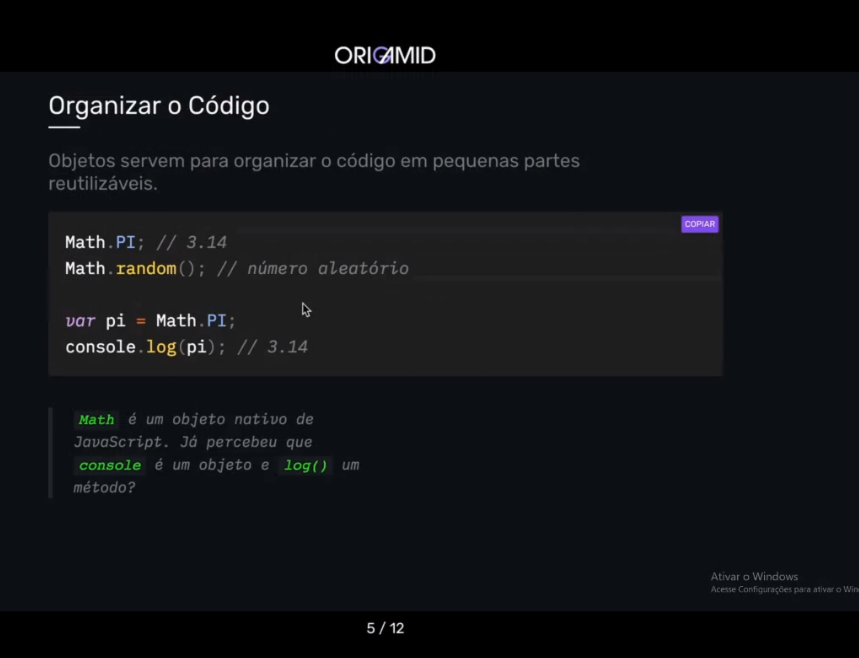 ORIGAMID
Organizar o Código
Objetos servem para organizar o código em pequenas partes
reutilizáveis.
COPIAR
Math.PI; // 3.14
Math.random(); // número aleatório
var pi = Math.PI;
console.log(pi); // 3.14
Math é um objeto nativo de
JavaScript. Já percebeu que
console é um objeto e log() um
método?
Ativar o Windows
Acesse Configurações para ativar o Win
5 / 12